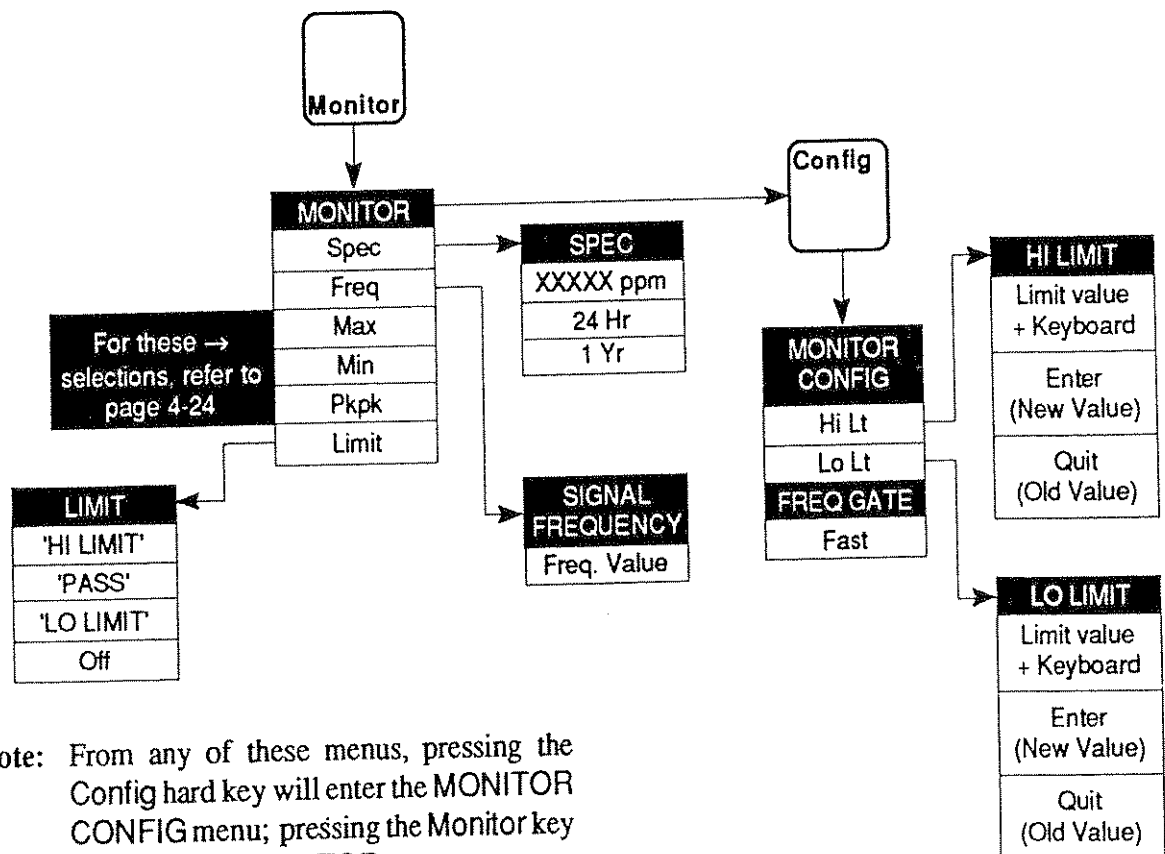 Monitor
Config
MONITOR
Spec
Freq
Max
Min
Pkpk
Limit
For these →
selections, refer to
page 4-24
SPEC
XXXXX ppm
24 Hr
1 Yr
SIGNAL
FREQUENCY
Freq. Value
LIMIT
'HI LIMIT'
'PASS'
'LO LIMIT'
Off
MONITOR
CONFIG
Hi Lt
Lo Lt
FREQ GATE
Fast
HI LIMIT
Limit value
+ Keyboard
Enter
(New Value)
Quit
(Old Value)
LO LIMIT
Limit value
+ Keyboard
Enter
(New Value)
Quit
(Old Value)
ote: From any of these menus, pressing the
Config hard key will enter the MONITOR
CONFIG menu; pressing the Monitor key